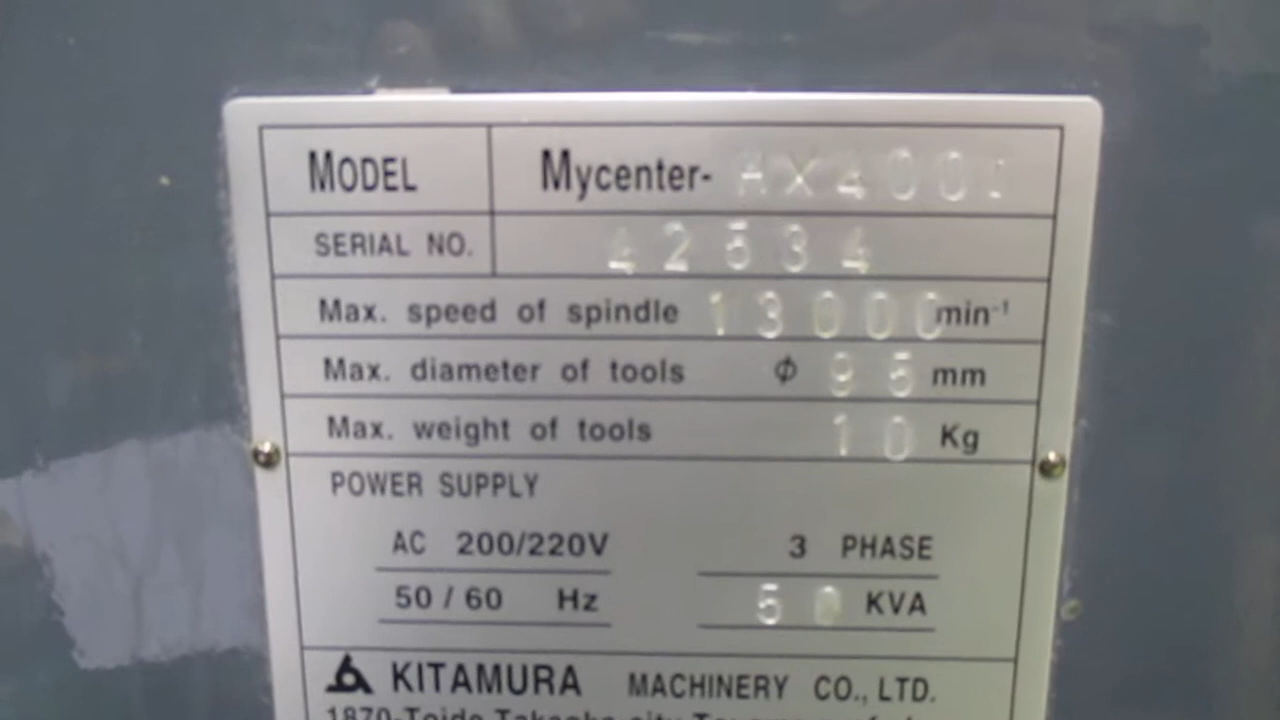 MODEL Mycenter- HX400i
SERIAL NO. 42534
Max. speed of spindle 13000 min⁻¹
Max. diameter of tools ϕ 95 mm
Max. weight of tools 10 Kg
POWER SUPPLY
AC 200/220V 3 PHASE
50/60 Hz 50 KVA
KITAMURA MACHINERY CO., LTD.